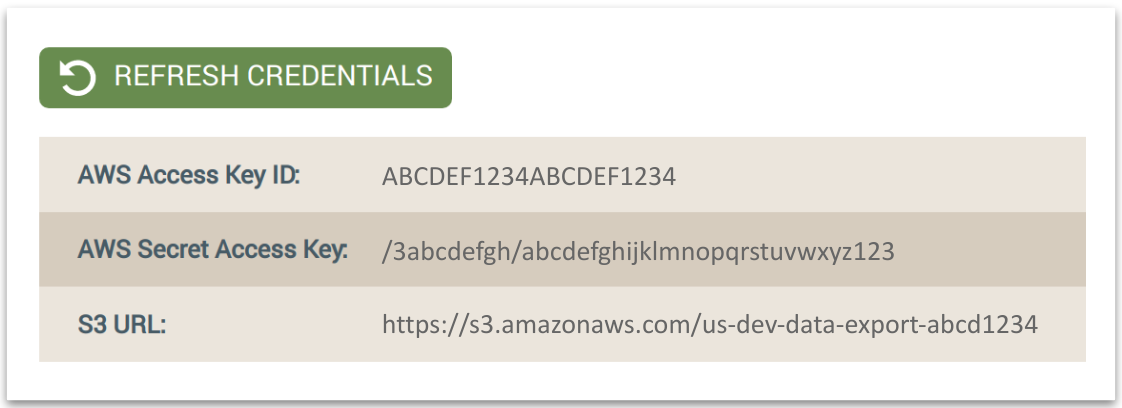 REFRESH CREDENTIALS
AWS Access Key ID: ABCDEF1234ABCDEF1234
AWS Secret Access Key: /3abcdefgh/abcdefghijklmnopqrstuvwxyz123
S3 URL: https://s3.amazonaws.com/us-dev-data-export-abcd1234